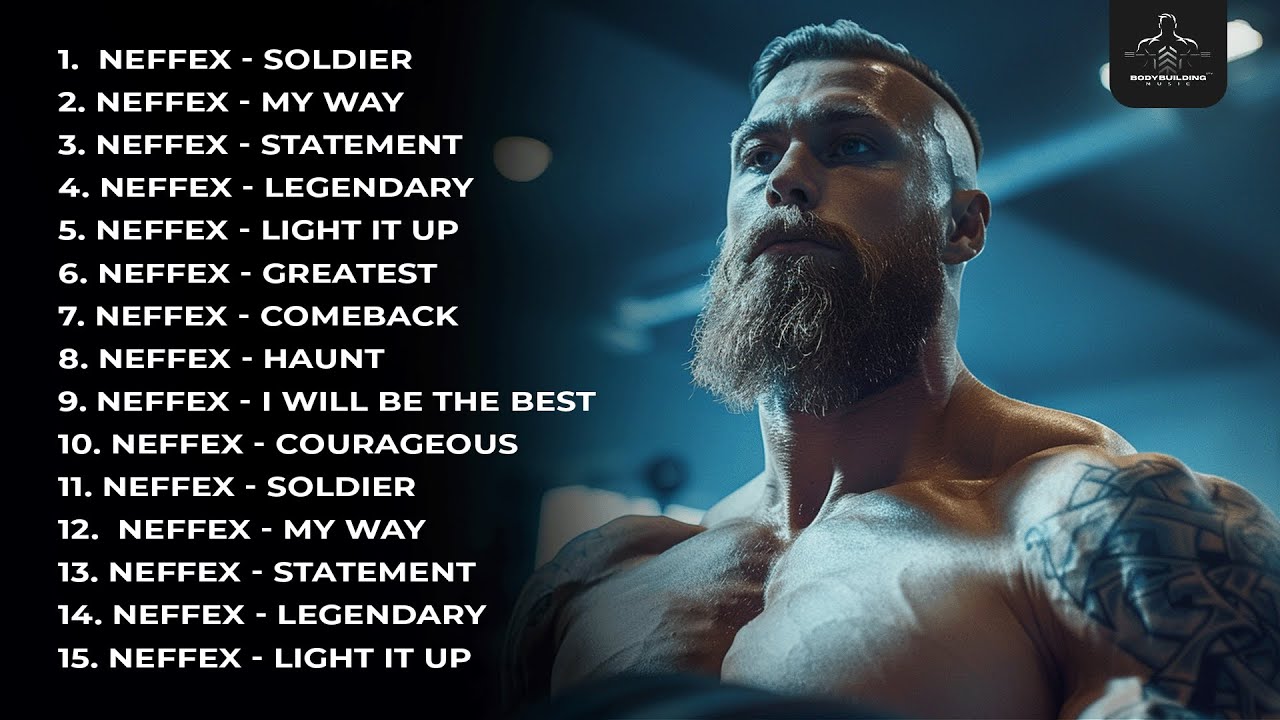 1. NEFFEX - SOLDIER
2. NEFFEX - MY WAY
3. NEFFEX - STATEMENT
4. NEFFEX - LEGENDARY
5. NEFFEX - LIGHT IT UP
6. NEFFEX - GREATEST
7. NEFFEX - COMEBACK
8. NEFFEX - HAUNT
9. NEFFEX - I WILL BE THE BEST
10. NEFFEX - COURAGEOUS
11. NEFFEX - SOLDIER
12. NEFFEX - MY WAY
13. NEFFEX - STATEMENT
14. NEFFEX - LEGENDARY
15. NEFFEX - LIGHT IT UP
BODYBUILDING
MUSIC